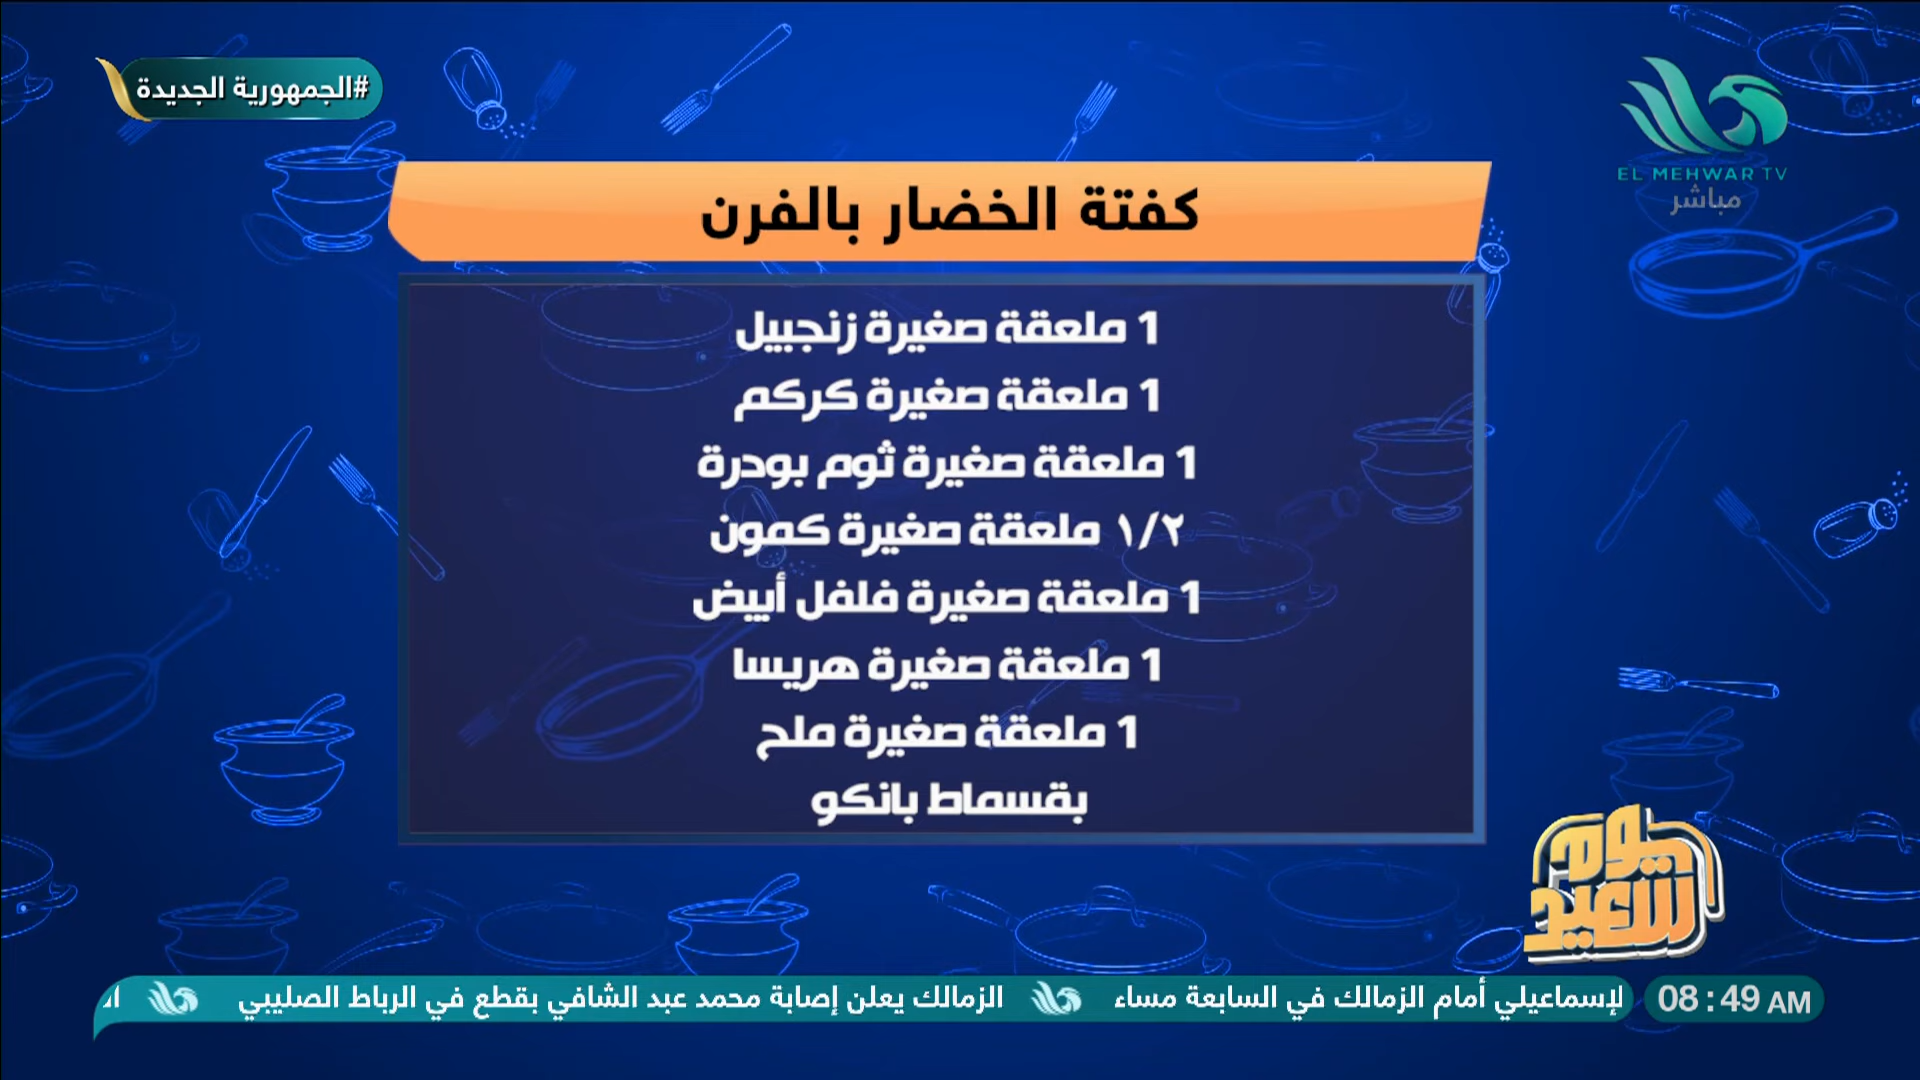 #الجمهورية الجديدة
EL MEHWAR TV
مباشر
كفتة الخضار بالفرن
1 ملعقة صغيرة زنجبيل
1 ملعقة صغيرة كركم
1 ملعقة صغيرة ثوم بودرة
١/٢ ملعقة صغيرة كمون
1 ملعقة صغيرة فلفل أبيض
1 ملعقة صغيرة هريسا
1 ملعقة صغيرة ملح
بقسماط بانكو
يوم سعيد
لإسماعيلي أمام الزمالك في السابعة مساء الزمالك يعلن إصابة محمد عبد الشافي بقطع في الرباط الصليبي
08:49 AM